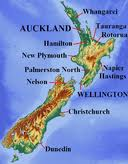 Whangarei
AUCKLAND
Tauranga
Rotorua
Hamilton
New Plymouth
Palmerston North
Napier
Hastings
Nelson
WELLINGTON
Christchurch
Dunedin